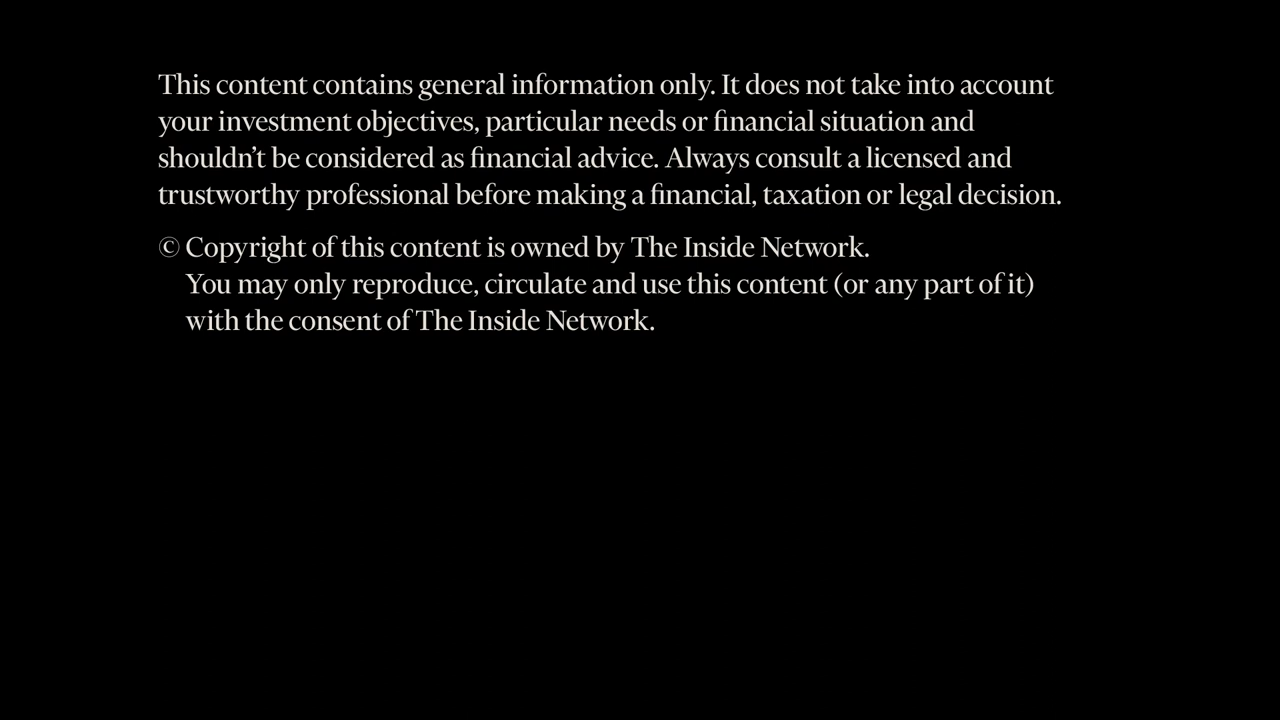 This content contains general information only. It does not take into account
your investment objectives, particular needs or financial situation and
shouldn’t be considered as financial advice. Always consult a licensed and
trustworthy professional before making a financial, taxation or legal decision.
© Copyright of this content is owned by The Inside Network.
You may only reproduce, circulate and use this content (or any part of it)
with the consent of The Inside Network.